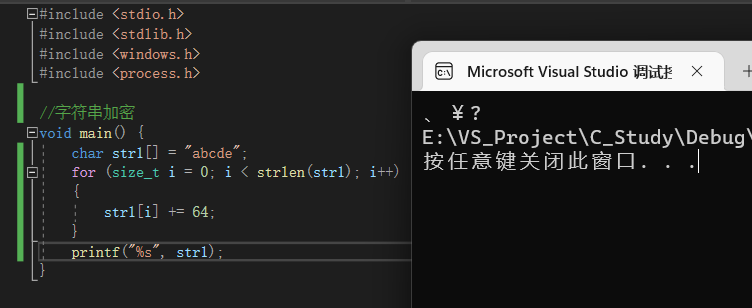 #include <stdio.h>
#include <stdlib.h>
#include <windows.h>
#include <process.h>
//字符串加密
void main() {
char str1[] = "abcde";
for (size_t i = 0; i < strlen(str1); i++)
{
str1[i] += 64;
}
printf("%s", str1);
}
Microsoft Visual Studio 调试控
、￥?
E:\VS_Project\C_Study\Debug\
按任意键关闭此窗口. . .